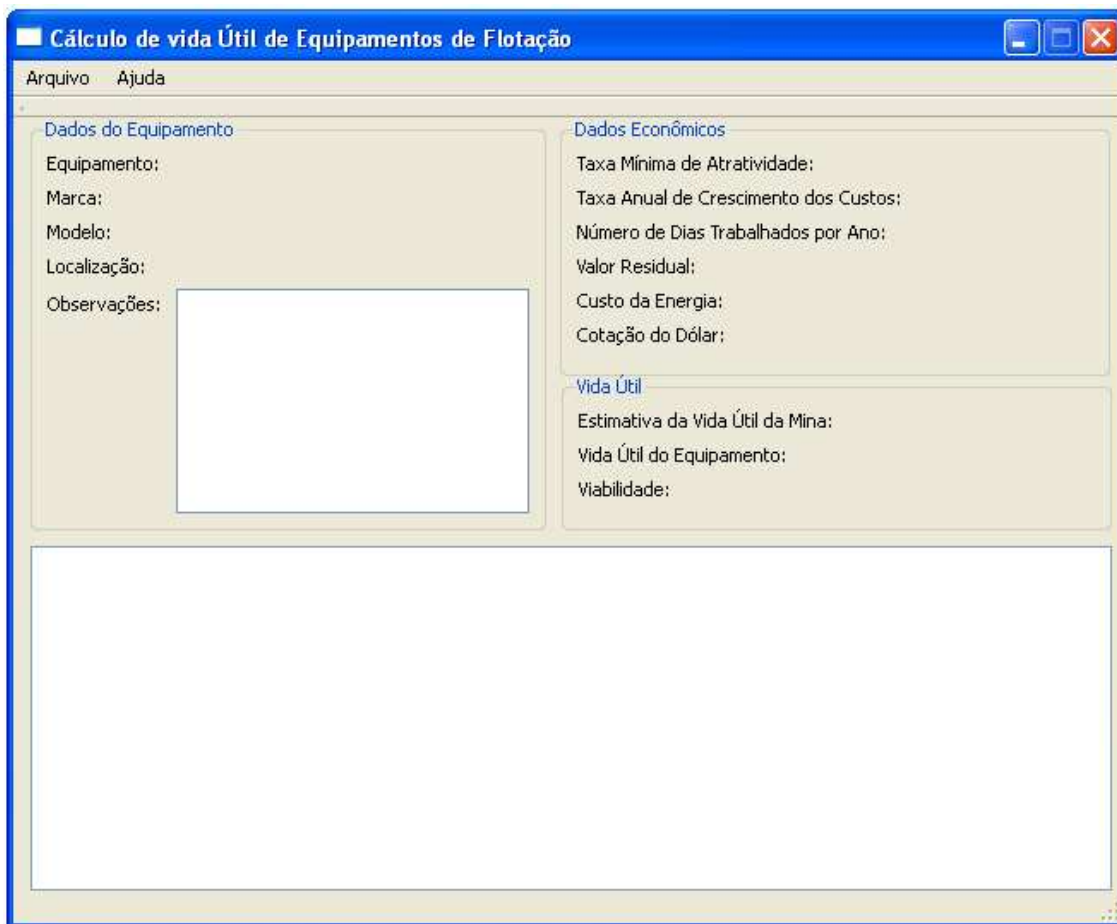 Cálculo de vida Útil de Equipamentos de Flotação
Arquivo Ajuda
Dados do Equipamento
Equipamento:
Marca:
Modelo:
Localização:
Observações:
Dados Econômicos
Taxa Mínima de Atratividade:
Taxa Anual de Crescimento dos Custos:
Número de Dias Trabalhados por Ano:
Valor Residual:
Custo da Energia:
Cotação do Dólar:
Vida Útil
Estimativa da Vida Útil da Mina:
Vida Útil do Equipamento:
Viabilidade: